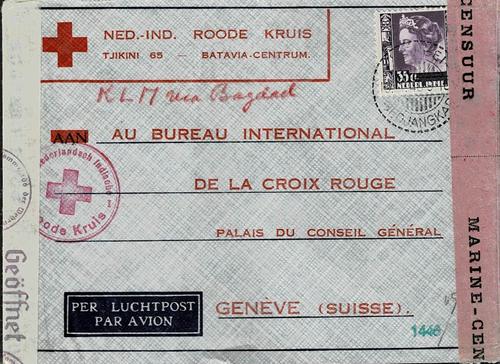 NED.-IND. ROODE KRUIS
TJIKINI 65 — BATAVIA-CENTRUM.
35 C
NEDERL. INDIE
KLM via Bagdad
AAN AU BUREAU INTERNATIONAL
DE LA CROIX ROUGE
PALAIS DU CONSEIL GÉNÉRAL
GENÈVE (SUISSE).
PER LUCHTPOST
PAR AVION
Roode Kruis
Geöffnet
CENSUUR
MARINE-CEN
1446